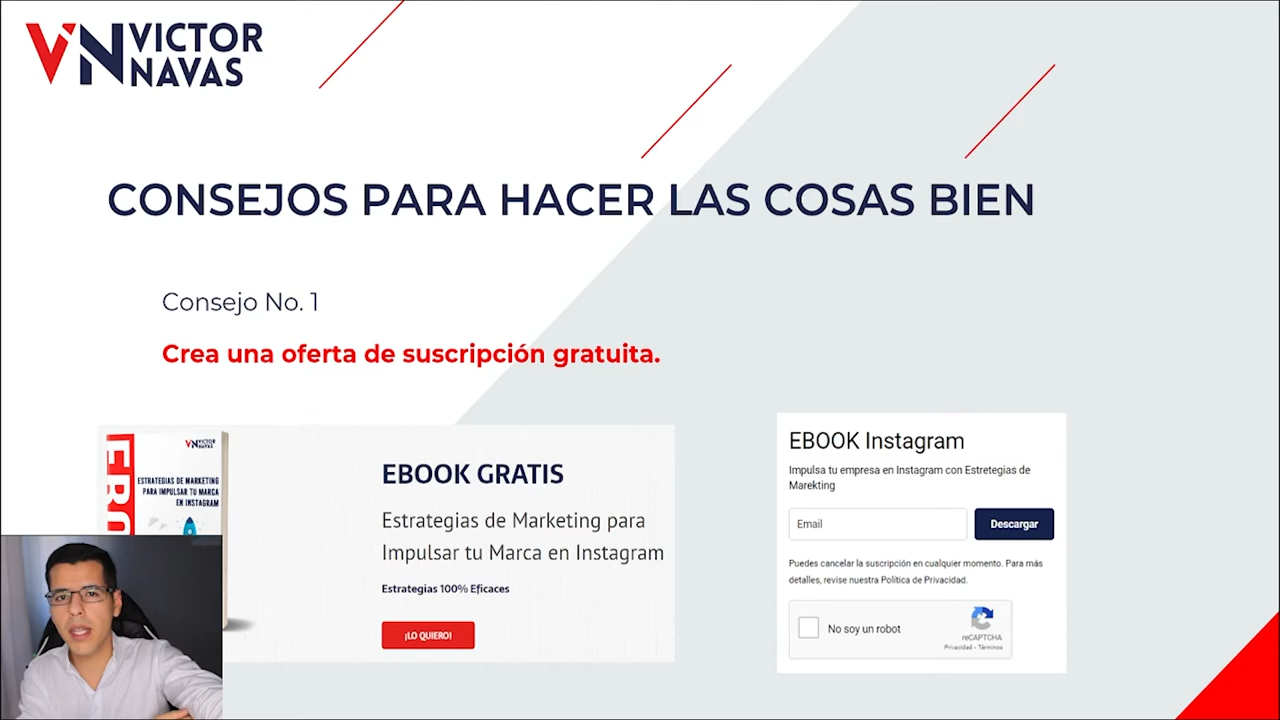 VN VICTOR
NAVAS
CONSEJOS PARA HACER LAS COSAS BIEN
Consejo No. 1
Crea una oferta de suscripción gratuita.
VN VICTOR
NAVAS
ESTRATEGIAS DE MARKETING
PARA IMPULSAR TU MARCA
EN INSTAGRAM
EBOOK GRATIS
Estrategias de Marketing para
Impulsar tu Marca en Instagram
Estrategias 100% Eficaces
¡LO QUIERO!
EBOOK Instagram
Impulsa tu empresa en Instagram con Estretegias de
Marekting
Email
Descargar
Puedes cancelar la suscripción en cualquier momento. Para más
detalles, revise nuestra Política de Privacidad.
No soy un robot
reCAPTCHA
Privacidad - Términos